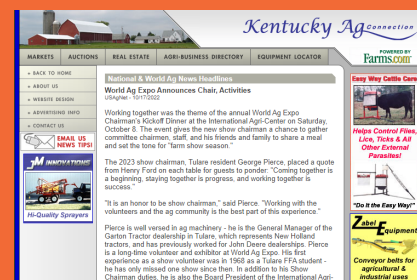 Kentucky Ag Connection
MARKETS
AUCTIONS
REAL ESTATE
AGRI-BUSINESS DIRECTORY
EQUIPMENT LOCATOR
POWERED BY
Farms.com
» BACK TO HOME
» ABOUT US
» WEBSITE DESIGN
» ADVERTISING INFO
» CONTACT US
EMAIL US
NEWS TIPS!
JM INNOVATIONS
Hi-Quality Sprayers
National & World Ag News Headlines
World Ag Expo Announces Chair, Activities
USAgNet - 10/17/2022
Working together was the theme of the annual World Ag Expo
Chairman's Kickoff Dinner at the International Agri-Center on Saturday,
October 8. The event gives the new show chairman a chance to gather
committee chairmen, staff, and his friends and family to share a meal
and set the tone for "farm show season."
The 2023 show chairman, Tulare resident George Pierce, placed a quote
from Henry Ford on each table for guests to ponder: "Coming together is
a beginning, staying together is progress, and working together is
success."
"It is an honor to be show chairman," said Pierce. "Working with the
volunteers and the ag community is the best part of this experience."
Pierce is well versed in ag machinery - he is the General Manager of the
Garton Tractor dealership in Tulare, which represents New Holland
tractors, and has previously worked for John Deere dealerships. Pierce
is a long-time volunteer and exhibitor at World Ag Expo. His first
experience as a show volunteer was in 1968 as a Tulare FFA student -
he has only missed one show since then. In addition to his Show
Chairman duties, he is also the Board President of the International Agri-
Easy Way Cattle Care
Helps Control Flies,
Lice, Ticks & All
Other External
Parasites!
"Do It the Easy Way!"
Zabel
Equipment
Conveyor belts for
agricultural &
industrial uses